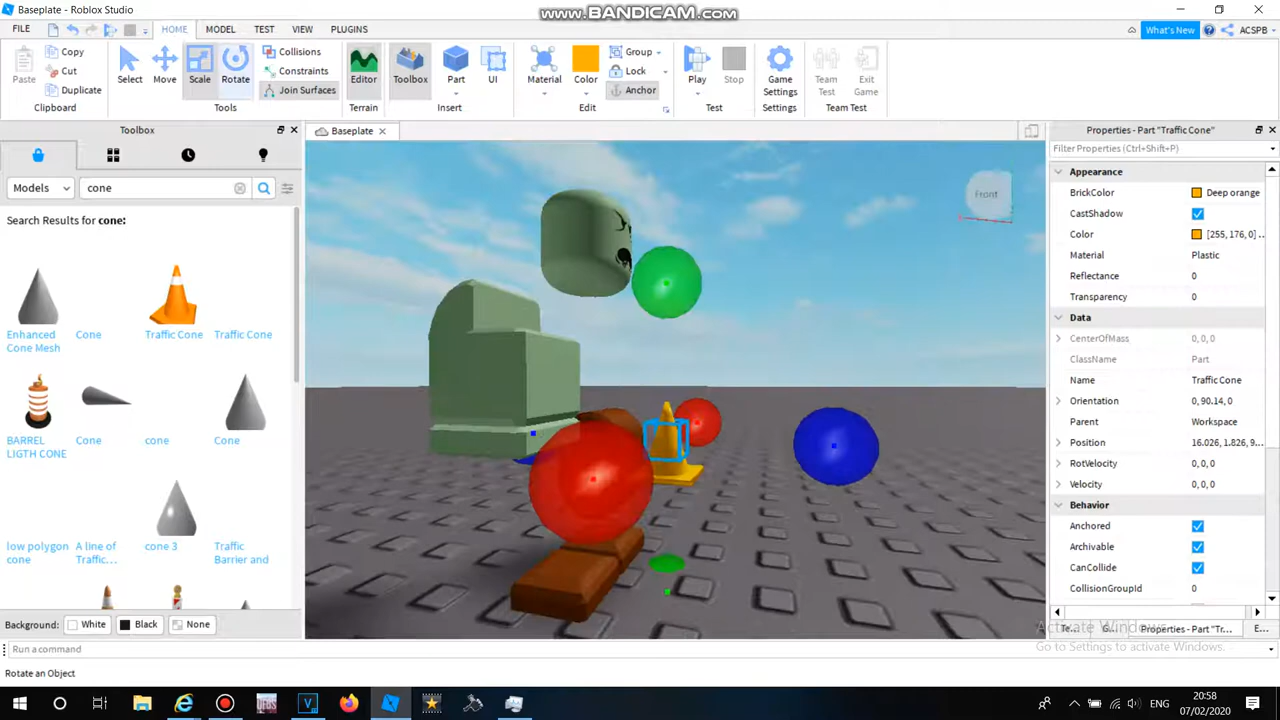 Baseplate - Roblox Studio
www.BANDICAM.com
FILE HOME MODEL TEST VIEW PLUGINS What's New ACSPB
Paste Copy Cut Duplicate Select Move Scale Rotate Collisions Constraints Join Surfaces Editor Toolbox Part UI Material Color Group Lock Anchor Play Stop Game Settings Team Test Exit Game
Clipboard Tools Terrain Insert Edit Test Settings Team Test
Toolbox
Baseplate
Models cone
Search Results for cone:
Enhanced Cone Mesh
Cone
Traffic Cone
Traffic Cone
BARREL LIGTH CONE
Cone
cone
Cone
low polygon cone
A line of Traffic...
cone 3
Traffic Barrier and
Background: White Black None
Run a command
Rotate an Object
Front
Properties - Part "Traffic Cone"
Filter Properties (Ctrl+Shift+P)
Appearance
BrickColor Deep orange
CastShadow
Color [255, 176, 0] ...
Material Plastic
Reflectance 0
Transparency 0
Data
CenterOfMass 0, 0, 0
ClassName Part
Name Traffic Cone
Orientation 0, 90.14, 0
Parent Workspace
Position 16.026, 1.826, 9...
RotVelocity 0, 0, 0
Velocity 0, 0, 0
Behavior
Anchored
Archivable
CanCollide
CollisionGroupId 0
Te... Properties - Part "Tr... E...
Activate Windows
Go to Settings to activate Windows.
ENG
20:58
07/02/2020